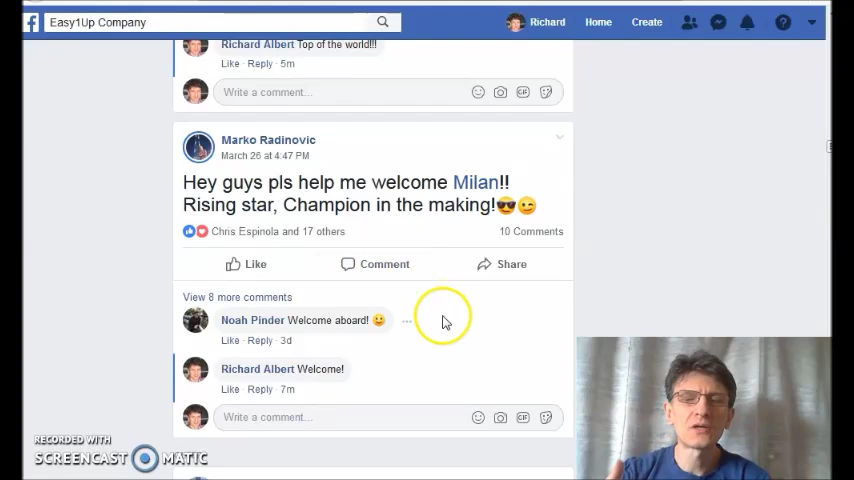 Easy1Up Company
Richard Home Create
Richard Albert Top of the world!!!
Like · Reply · 5m
Write a comment...
Marko Radinovic
March 26 at 4:47 PM
Hey guys pls help me welcome Milan!!
Rising star, Champion in the making!😎😉
Chris Espinola and 17 others 10 Comments
Like Comment Share
View 8 more comments
Noah Pinder Welcome aboard! 🙂 ...
Like · Reply · 3d
Richard Albert Welcome!
Like · Reply · 7m
Write a comment...
RECORDED WITH
SCREENCAST MATIC